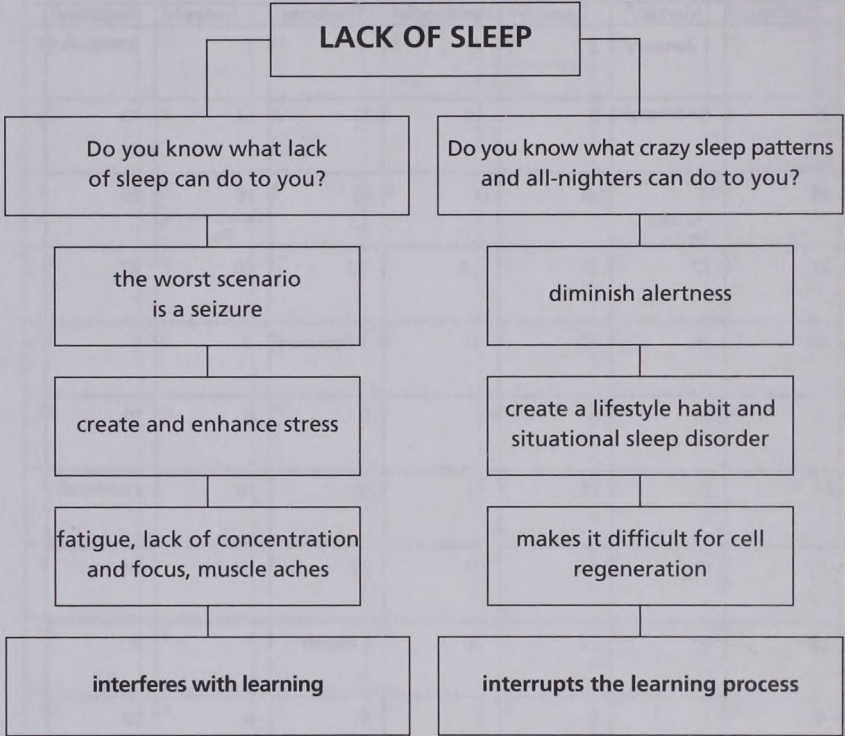 LACK OF SLEEP
Do you know what lack
of sleep can do to you?
the worst scenario
is a seizure
create and enhance stress
fatigue, lack of concentration
and focus, muscle aches
interferes with learning
Do you know what crazy sleep patterns
and all-nighters can do to you?
diminish alertness
create a lifestyle habit and
situational sleep disorder
makes it difficult for cell
regeneration
interrupts the learning process